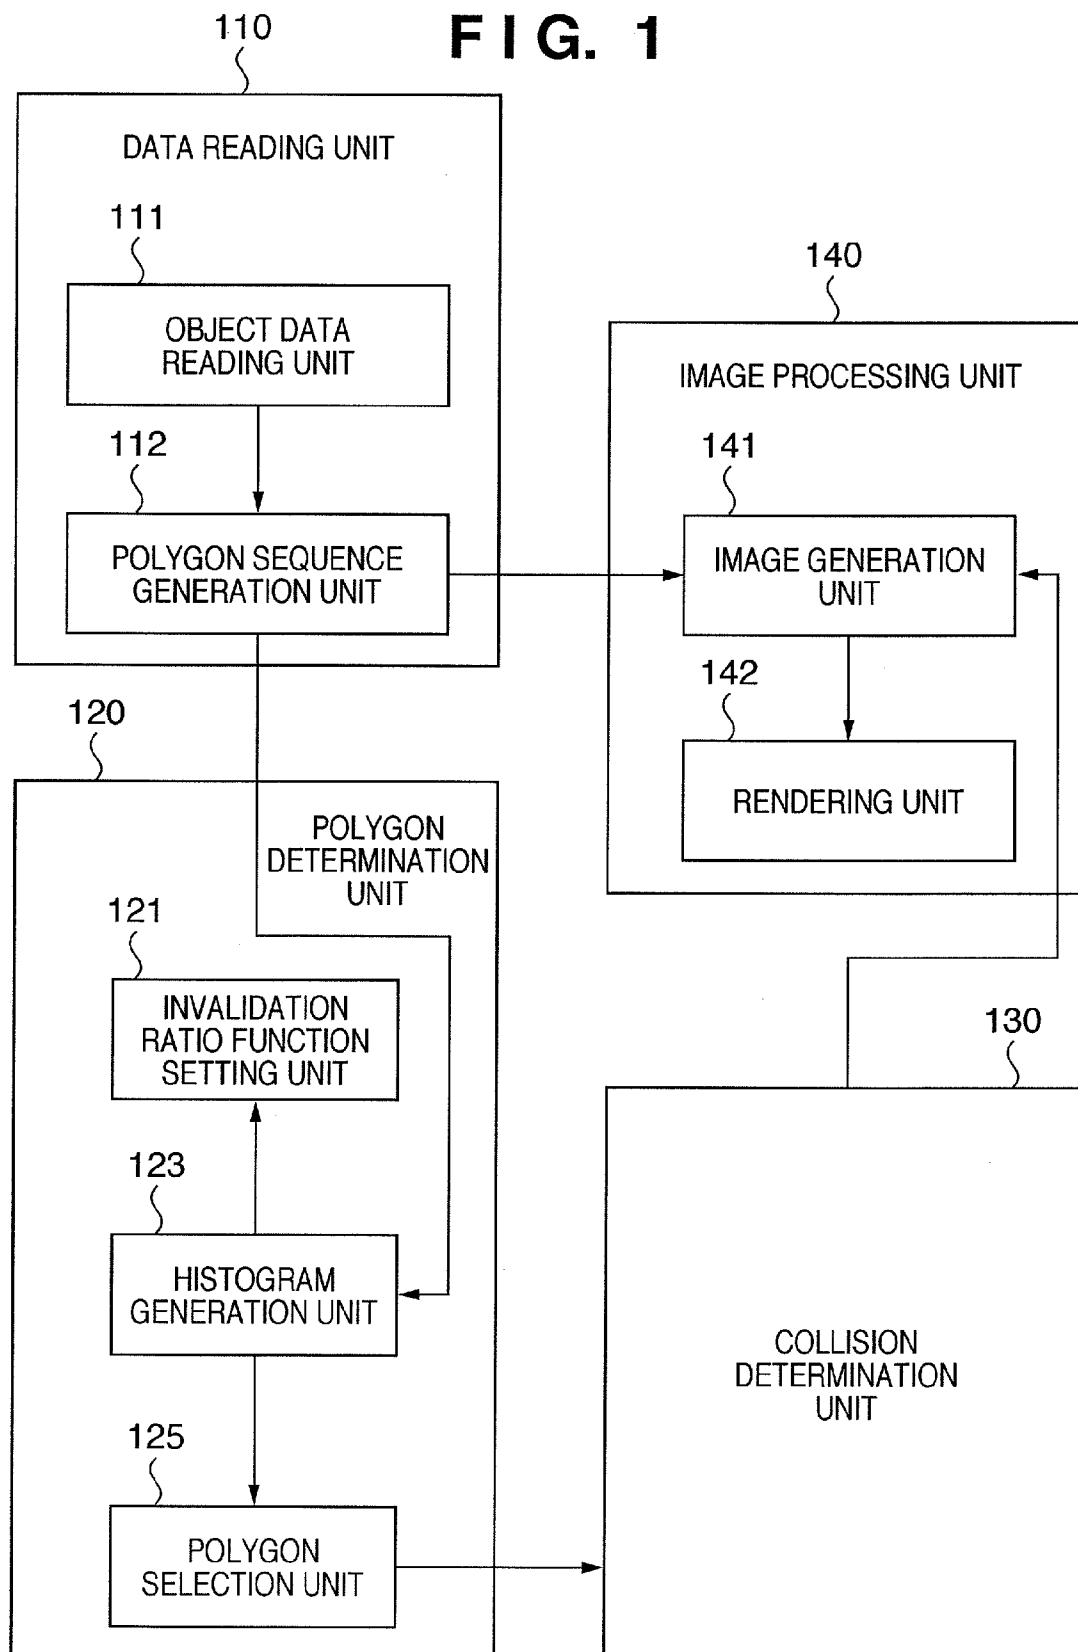 FIG. 1
110
DATA READING UNIT
111
OBJECT DATA
READING UNIT
112
POLYGON SEQUENCE
GENERATION UNIT
140
IMAGE PROCESSING UNIT
141
IMAGE GENERATION
UNIT
142
RENDERING UNIT
120
POLYGON
DETERMINATION
UNIT
121
INVALIDATION
RATIO FUNCTION
SETTING UNIT
123
HISTOGRAM
GENERATION UNIT
125
POLYGON
SELECTION UNIT
130
COLLISION
DETERMINATION
UNIT